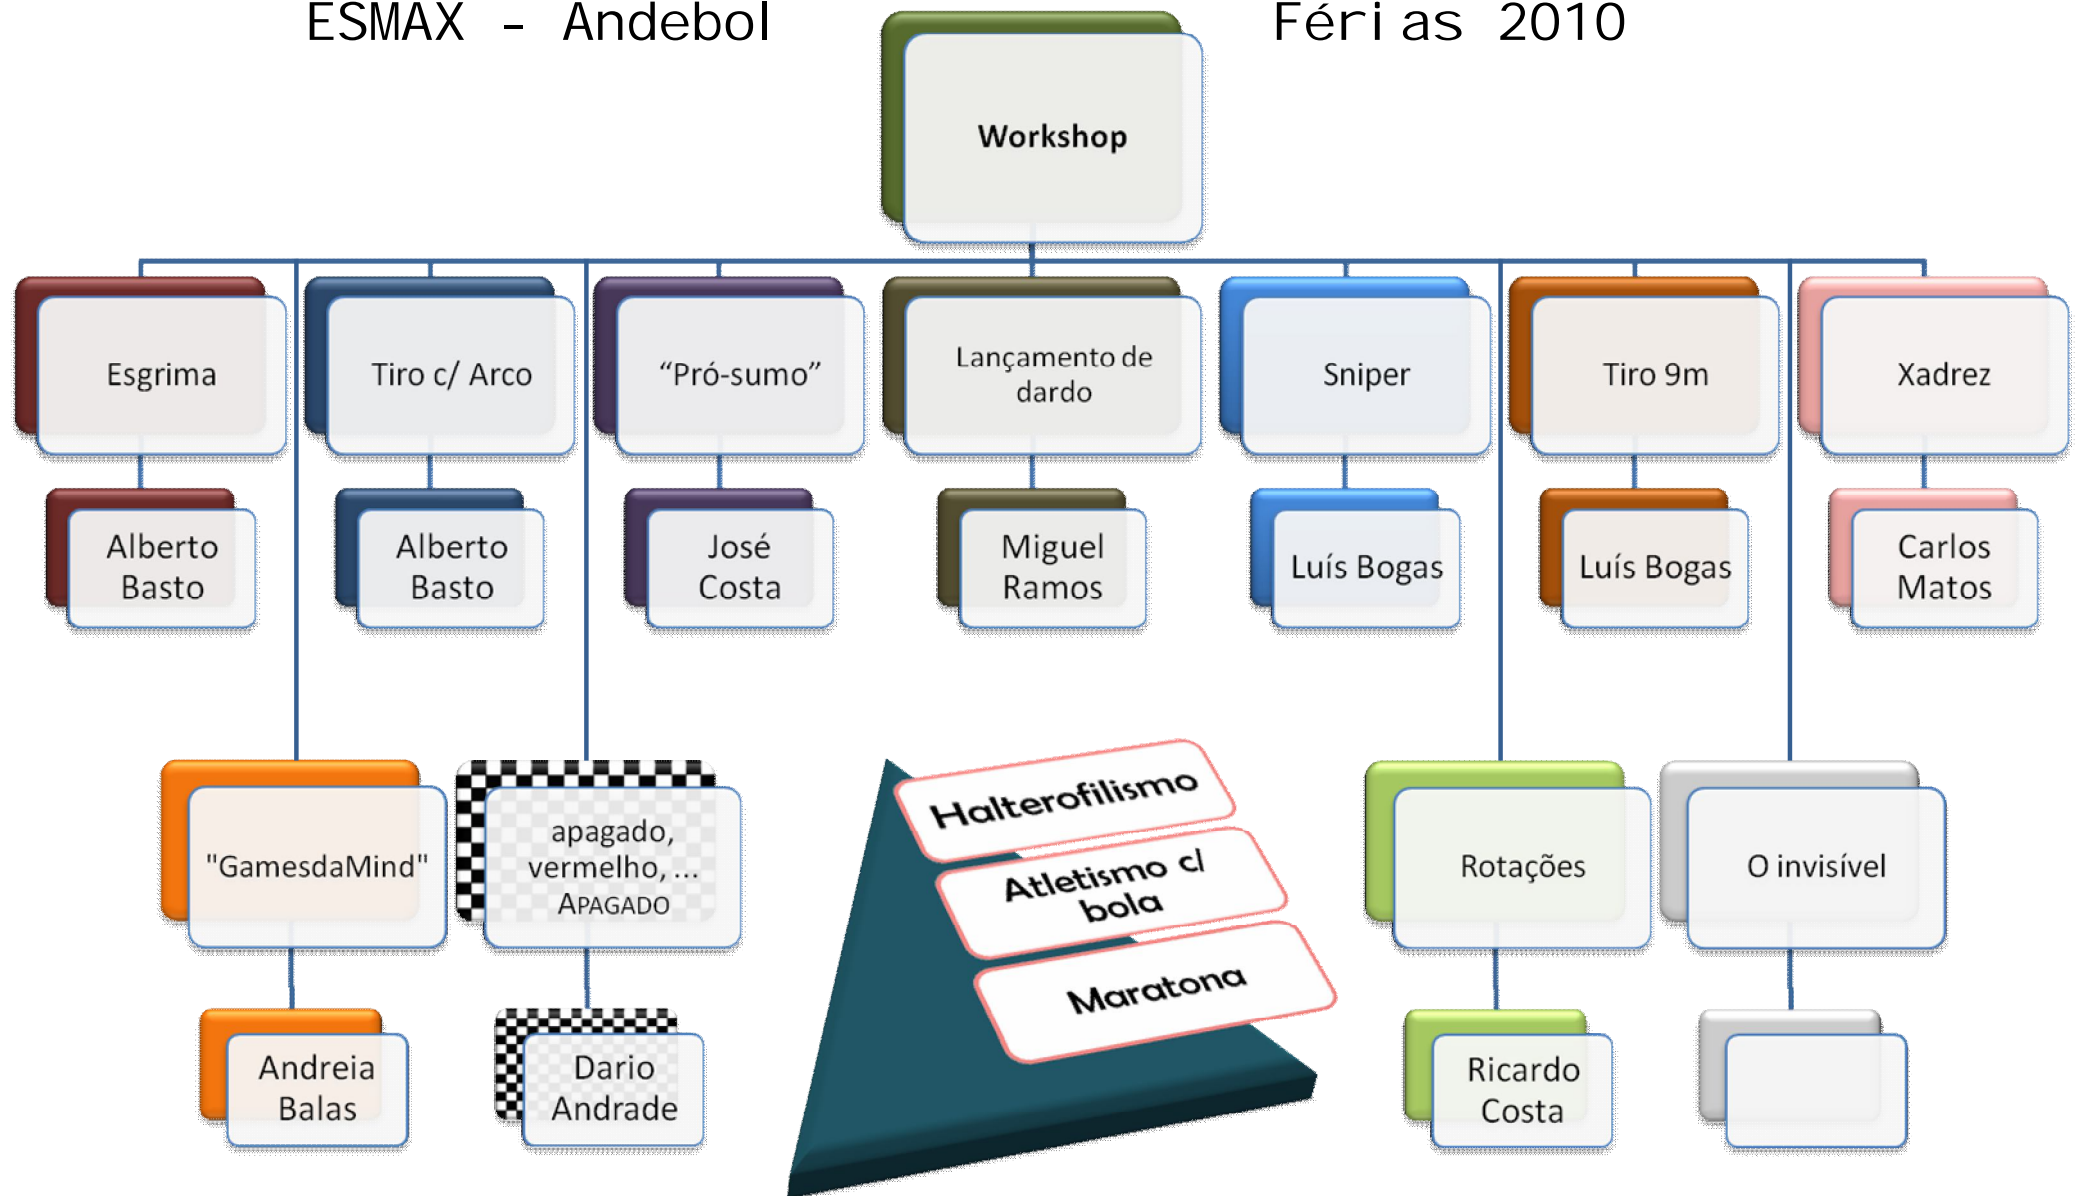 ESMAX - Andebol
Férias 2010
Workshop
Esgrima
Tiro c/ Arco
“Pró-sumo”
Lançamento de
dardo
Sniper
Tiro 9m
Xadrez
Alberto
Basto
Alberto
Basto
José
Costa
Miguel
Ramos
Luís Bogas
Luís Bogas
Carlos
Matos
"GamesdaMind"
apagado,
vermelho, ...
APAGADO
Halterofilismo
Atletismo c/
bola
Maratona
Rotações
O invisível
Andreia
Balas
Dario
Andrade
Ricardo
Costa